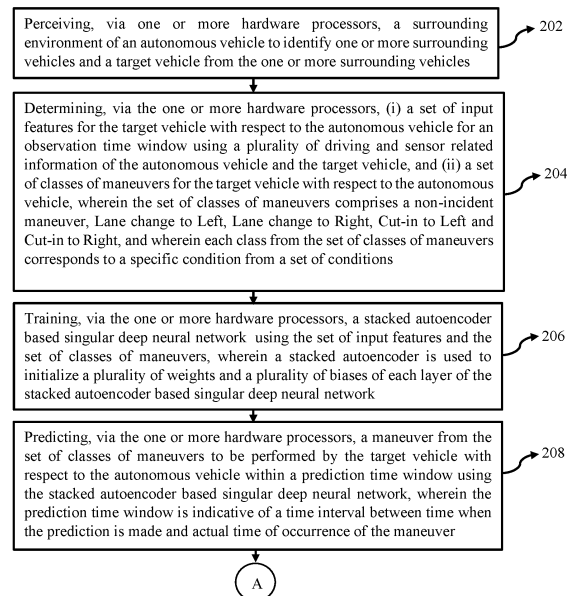 Perceiving, via one or more hardware processors, a surrounding
environment of an autonomous vehicle to identify one or more surrounding
vehicles and a target vehicle from the one or more surrounding vehicles
202
Determining, via the one or more hardware processors, (i) a set of input
features for the target vehicle with respect to the autonomous vehicle for an
observation time window using a plurality of driving and sensor related
information of the autonomous vehicle and the target vehicle, and (ii) a set
of classes of maneuvers for the target vehicle with respect to the autonomous
vehicle, wherein the set of classes of maneuvers comprises a non-incident
maneuver, Lane change to Left, Lane change to Right, Cut-in to Left and
Cut-in to Right, and wherein each class from the set of classes of maneuvers
corresponds to a specific condition from a set of conditions
204
Training, via the one or more hardware processors, a stacked autoencoder
based singular deep neural network using the set of input features and the
set of classes of maneuvers, wherein a stacked autoencoder is used to
initialize a plurality of weights and a plurality of biases of each layer of the
stacked autoencoder based singular deep neural network
206
Predicting, via the one or more hardware processors, a maneuver from the
set of classes of maneuvers to be performed by the target vehicle with
respect to the autonomous vehicle within a prediction time window using
the stacked autoencoder based singular deep neural network, wherein the
prediction time window is indicative of a time interval between time when
the prediction is made and actual time of occurrence of the maneuver
208
A